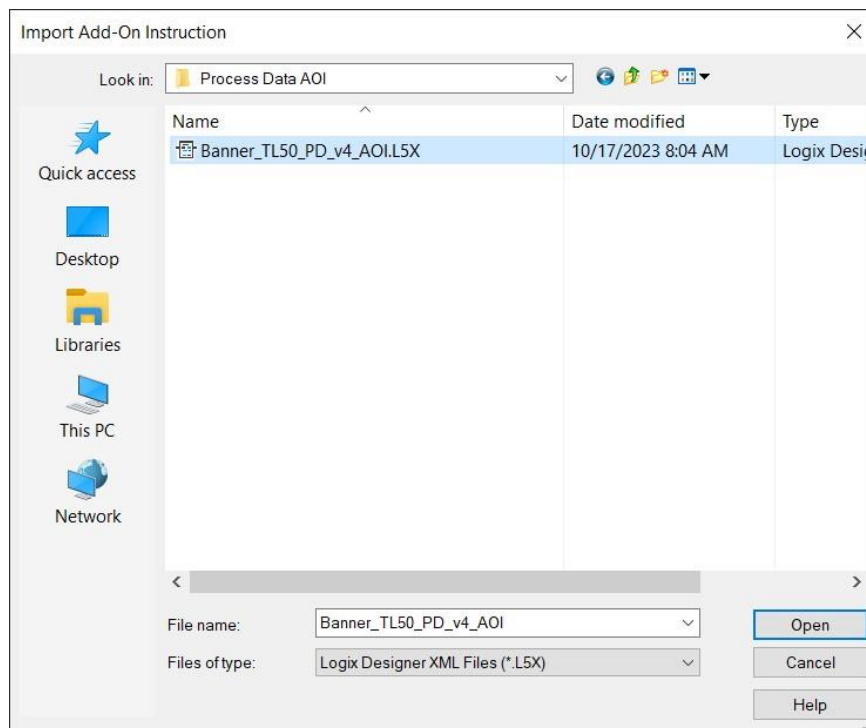 Import Add-On Instruction
Look in: Process Data AOI
Name Date modified Type
Banner_TL50_PD_v4_AOI.L5X 10/17/2023 8:04 AM Logix Desi
Quick access
Desktop
Libraries
This PC
Network
File name: Banner_TL50_PD_v4_AOI Open
Files of type: Logix Designer XML Files (*.L5X) Cancel
Help